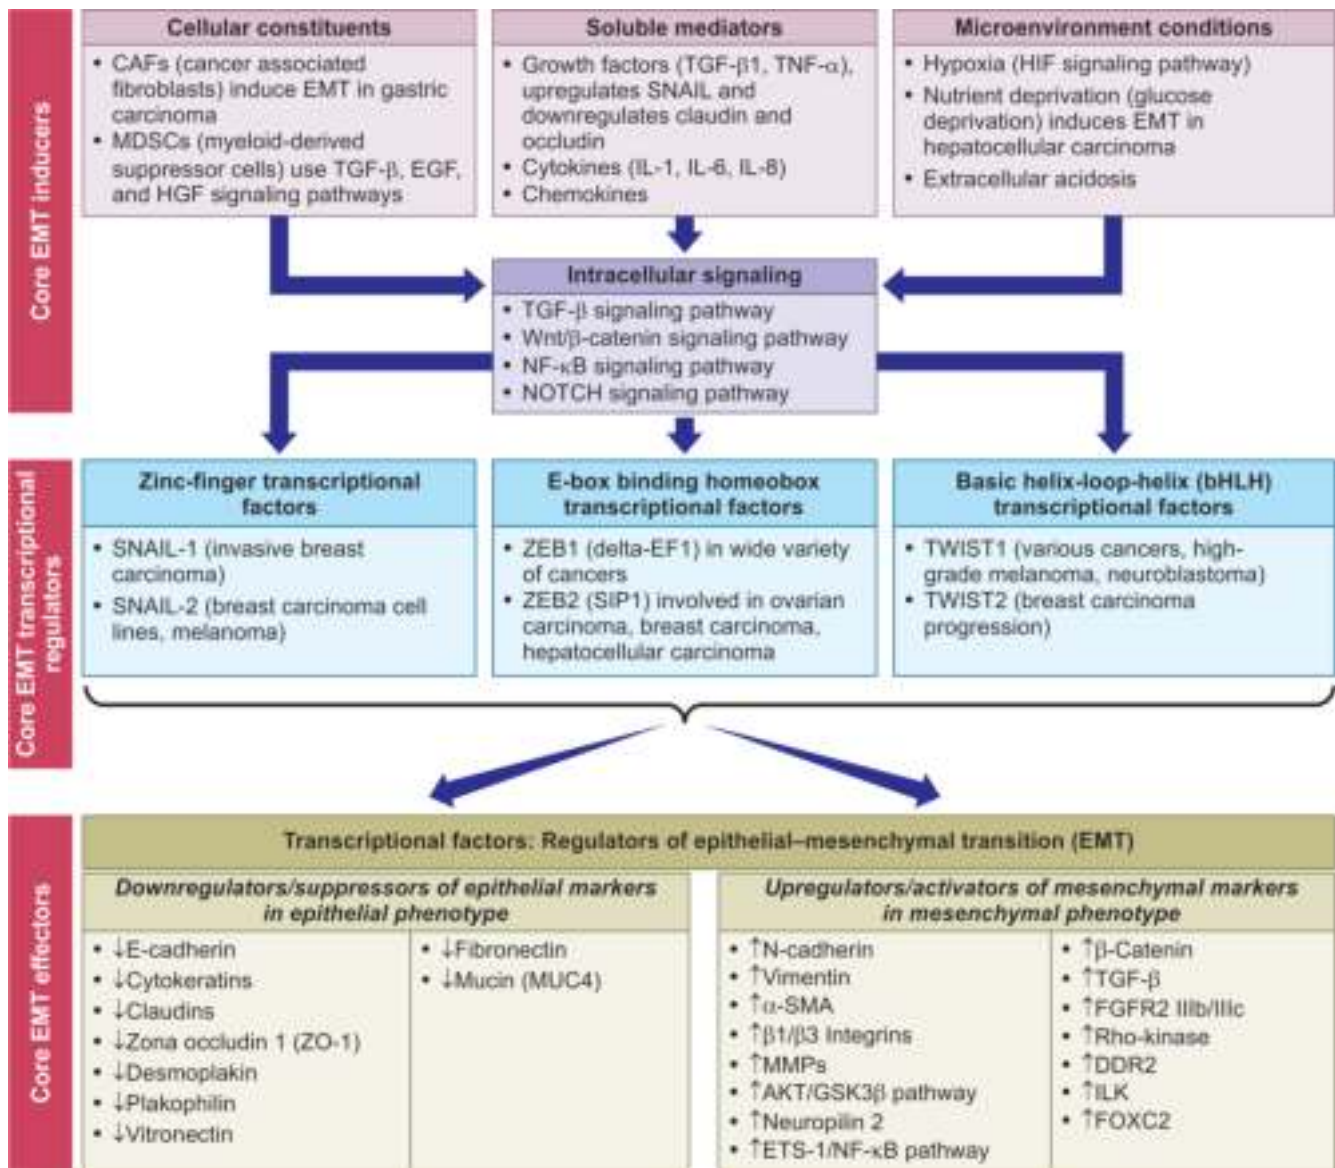 Core EMT inducers
Cellular constituents
• CAFs (cancer associated
fibroblasts) induce EMT in gastric
carcinoma
• MDSCs (myeloid-derived
suppressor cells) use TGF-β, EGF,
and HGF signaling pathways
Soluble mediators
• Growth factors (TGF-β1, TNF-α),
upregulates SNAIL and
downregulates claudin and
occludin
• Cytokines (IL-1, IL-6, IL-8)
• Chemokines
Microenvironment conditions
• Hypoxia (HIF signaling pathway)
• Nutrient deprivation (glucose
deprivation) induces EMT in
hepatocellular carcinoma
• Extracellular acidosis
Intracellular signaling
• TGF-β signaling pathway
• Wnt/β-catenin signaling pathway
• NF-κB signaling pathway
• NOTCH signaling pathway
Core EMT transcriptional
regulators
Zinc-finger transcriptional
factors
• SNAIL-1 (invasive breast
carcinoma)
• SNAIL-2 (breast carcinoma cell
lines, melanoma)
E-box binding homeobox
transcriptional factors
• ZEB1 (delta-EF1) in wide variety
of cancers
• ZEB2 (SIP1) involved in ovarian
carcinoma, breast carcinoma,
hepatocellular carcinoma
Basic helix-loop-helix (bHLH)
transcriptional factors
• TWIST1 (various cancers, high-
grade melanoma, neuroblastoma)
• TWIST2 (breast carcinoma
progression)
Core EMT effectors
Transcriptional factors: Regulators of epithelial–mesenchymal transition (EMT)
Downregulators/suppressors of epithelial markers
in epithelial phenotype
• ↓E-cadherin
• ↓Cytokeratins
• ↓Claudins
• ↓Zona occludin 1 (ZO-1)
• ↓Desmoplakin
• ↓Plakophilin
• ↓Vitronectin
• ↓Fibronectin
• ↓Mucin (MUC4)
Upregulators/activators of mesenchymal markers
in mesenchymal phenotype
• ↑N-cadherin
• ↑Vimentin
• ↑α-SMA
• ↑β1/β3 Integrins
• ↑MMPs
• ↑AKT/GSK3β pathway
• ↑Neuropilin 2
• ↑ETS-1/NF-κB pathway
• ↑β-Catenin
• ↑TGF-β
• ↑FGFR2 IIIb/IIIc
• ↑Rho-kinase
• ↑DDR2
• ↑ILK
• ↑FOXC2